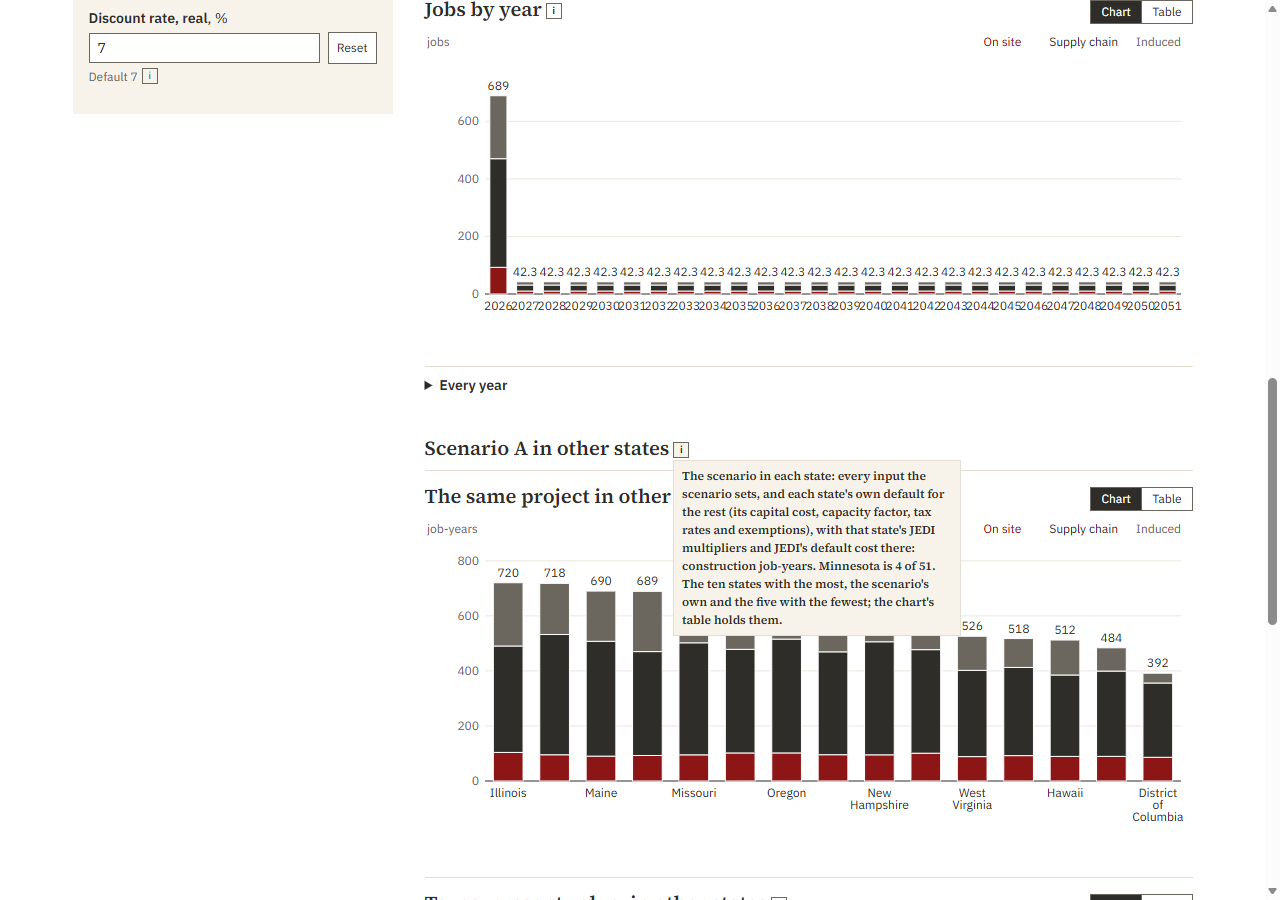 Discount rate, real, %
7
Reset
Default 7 i
Jobs by year i
Chart
Table
jobs
On site
Supply chain
Induced
689
600
400
200
0
42.3 42.3 42.3 42.3 42.3 42.3 42.3 42.3 42.3 42.3 42.3 42.3 42.3 42.3 42.3 42.3 42.3 42.3 42.3 42.3 42.3 42.3 42.3 42.3 42.3
2026 2027 2028 2029 2030 2031 2032 2033 2034 2035 2036 2037 2038 2039 2040 2041 2042 2043 2044 2045 2046 2047 2048 2049 2050 2051
Every year
Scenario A in other states i
The scenario in each state: every input the
scenario sets, and each state's own default for
the rest (its capital cost, capacity factor, tax
rates and exemptions), with that state's JEDI
multipliers and JEDI's default cost there:
construction job-years. Minnesota is 4 of 51.
The ten states with the most, the scenario's
own and the five with the fewest; the chart's
table holds them.
The same project in other
Chart
Table
job-years
On site
Supply chain
Induced
800
600
400
200
0
720
718
690
689
526
518
512
484
392
Illinois
Maine
Missouri
Oregon
New
Hampshire
West
Virginia
Hawaii
District
of
Columbia